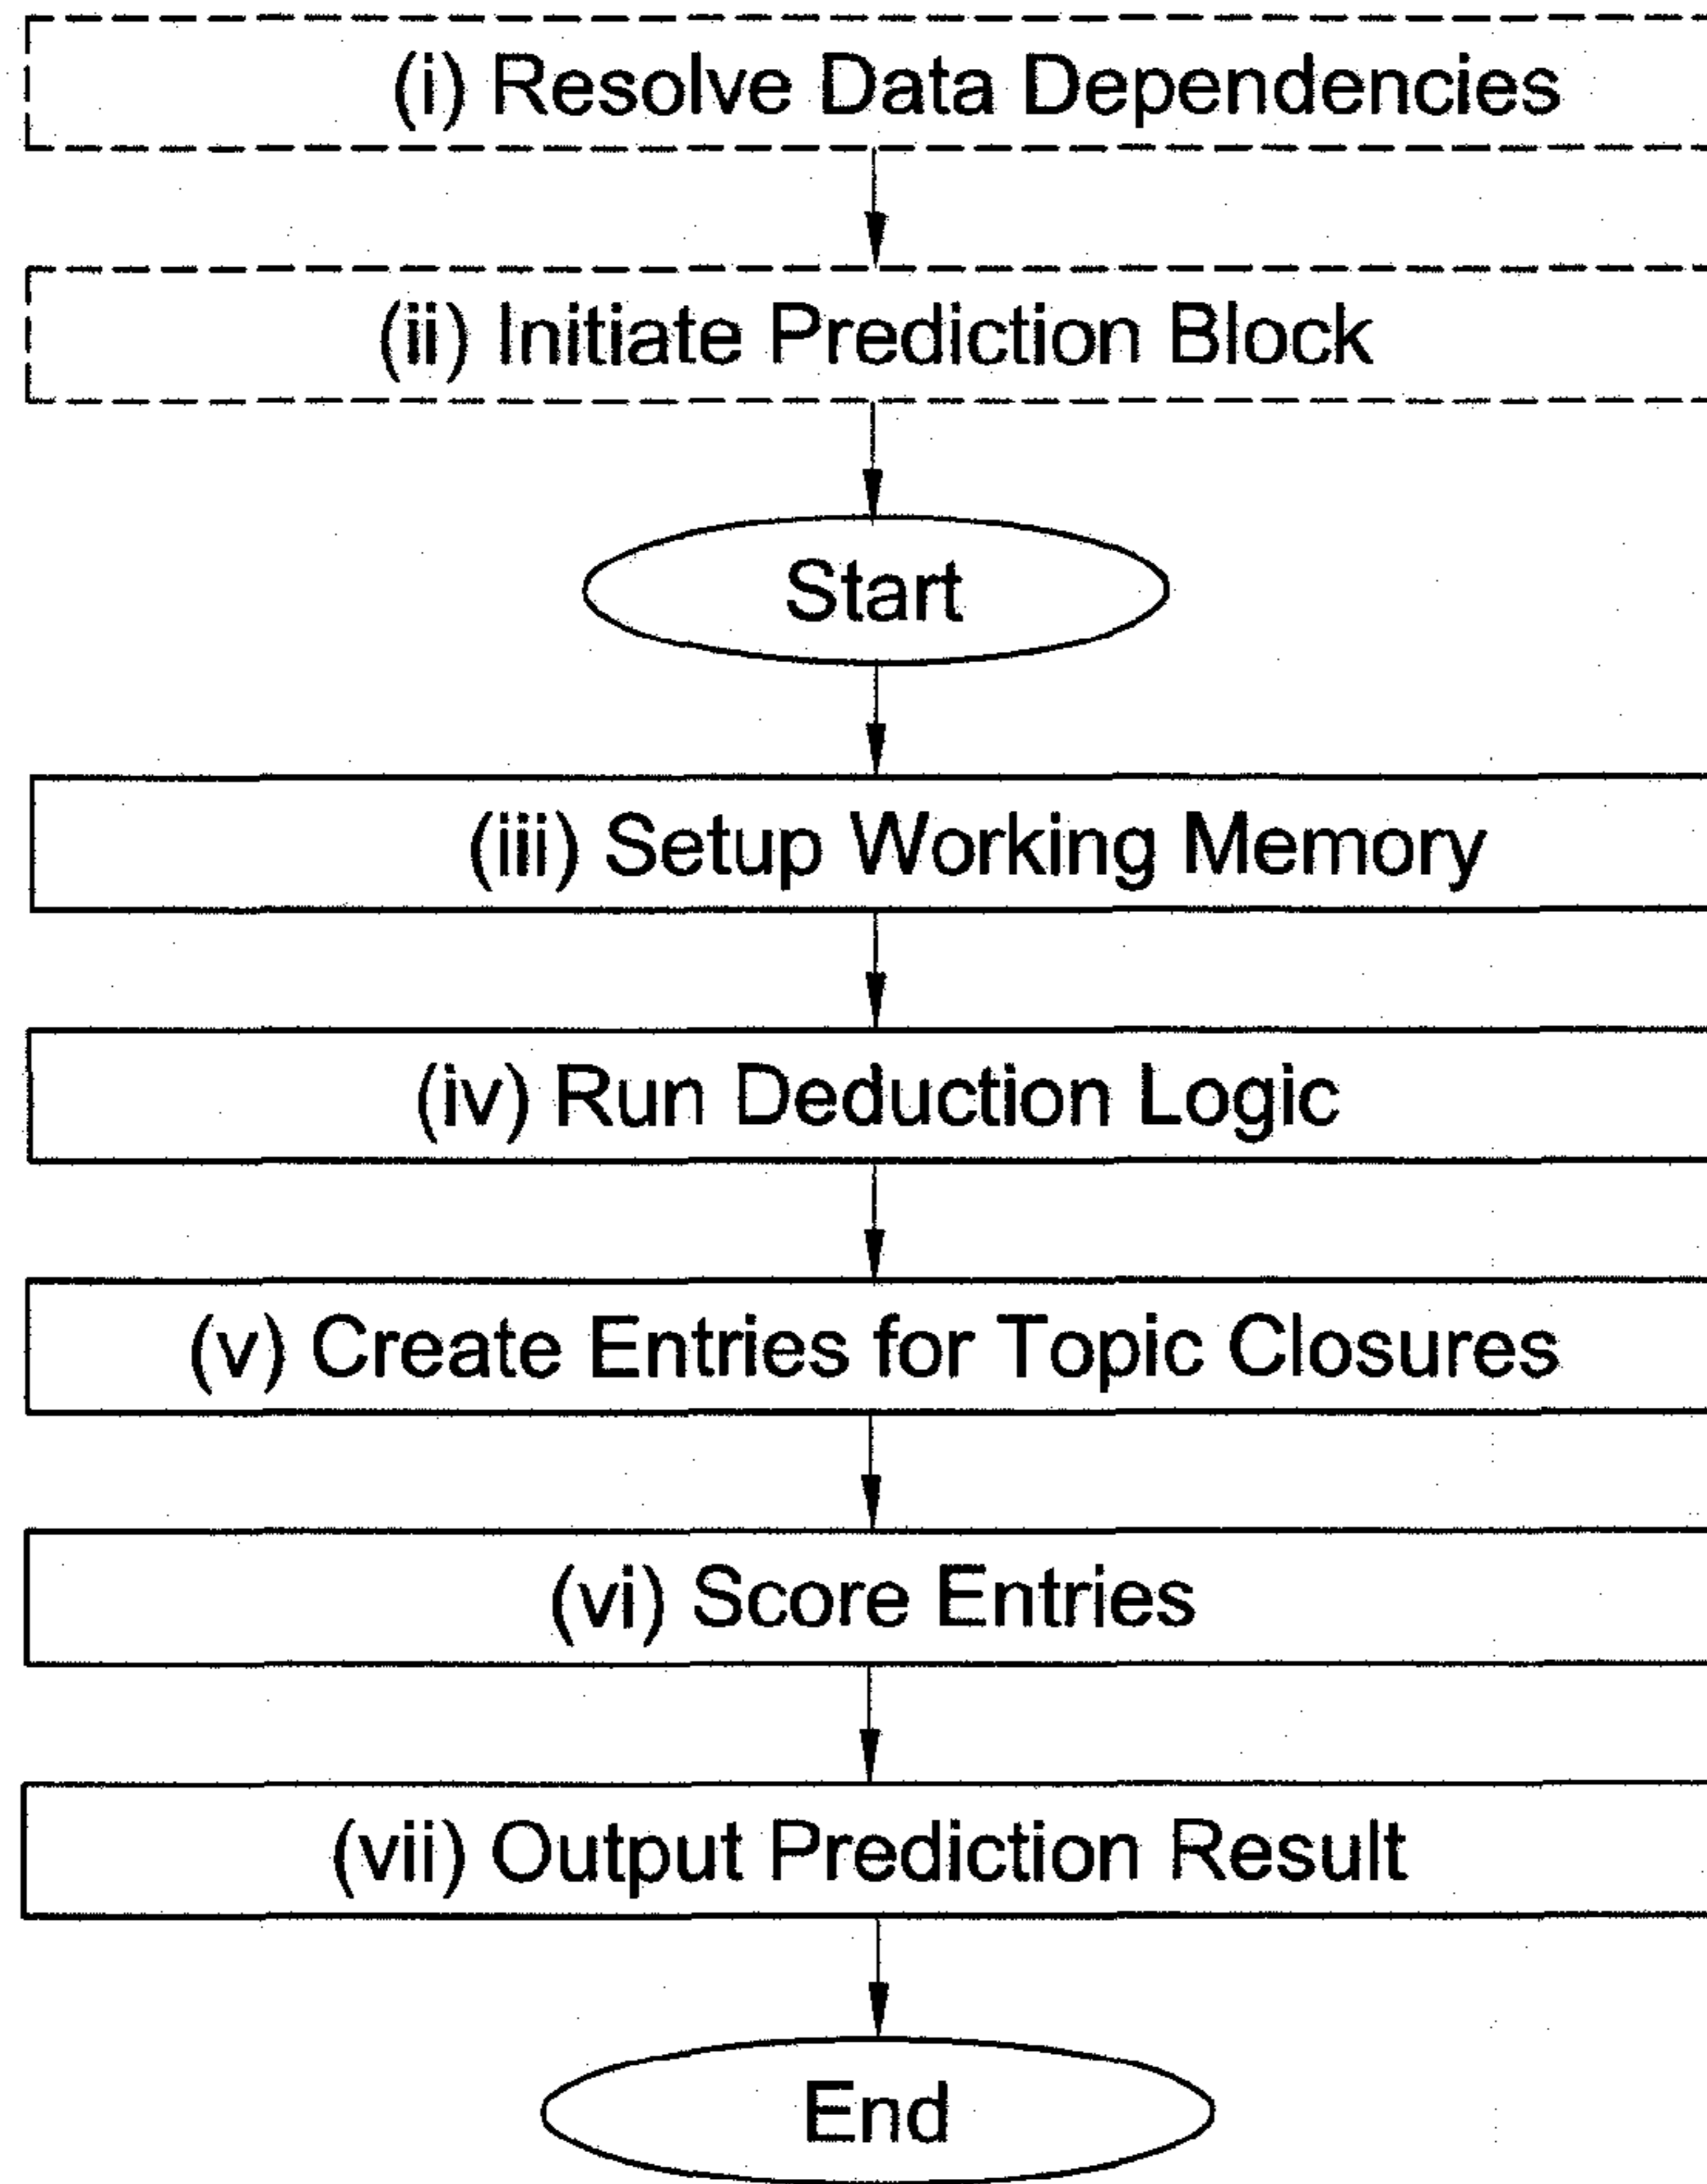 (i) Resolve Data Dependencies
(ii) Initiate Prediction Block
Start
(iii) Setup Working Memory
(iv) Run Deduction Logic
(v) Create Entries for Topic Closures
(vi) Score Entries
(vii) Output Prediction Result
End